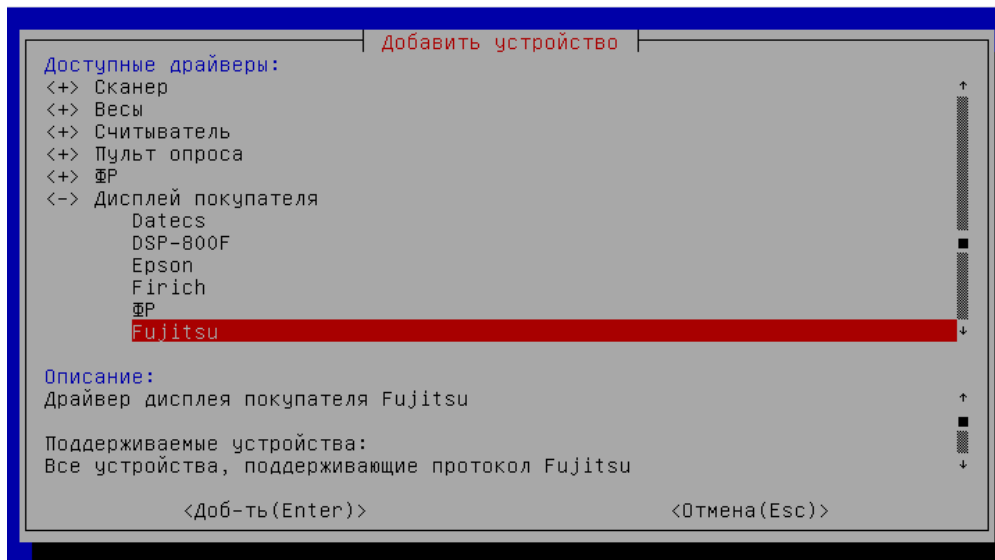 Добавить устройство
Доступные драйверы:
<+> Сканер
<+> Весы
<+> Считыватель
<+> Пульт опроса
<+> ФР
<-> Дисплей покупателя
Datecs
DSP-800F
Epson
Firich
ФР
Fujitsu
Описание:
Драйвер дисплея покупателя Fujitsu
Поддерживаемые устройства:
Все устройства, поддерживающие протокол Fujitsu
<Доб-ть(Enter)> <Отмена(Esc)>